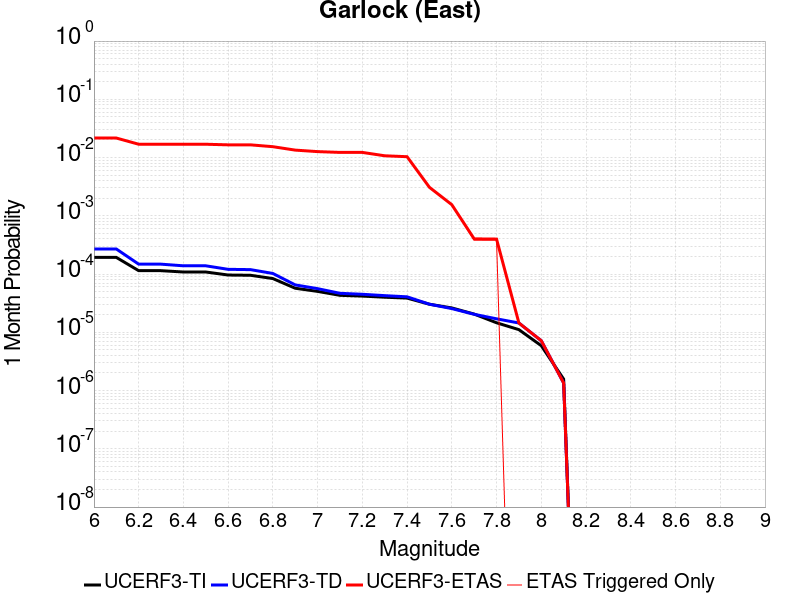 Garlock (East)
10^0
10^-1
10^-2
10^-3
10^-4
10^-5
10^-6
10^-7
10^-8
1 Month Probability
6 6.2 6.4 6.6 6.8 7 7.2 7.4 7.6 7.8 8 8.2 8.4 8.6 8.8 9
Magnitude
UCERF3-TI UCERF3-TD UCERF3-ETAS ETAS Triggered Only